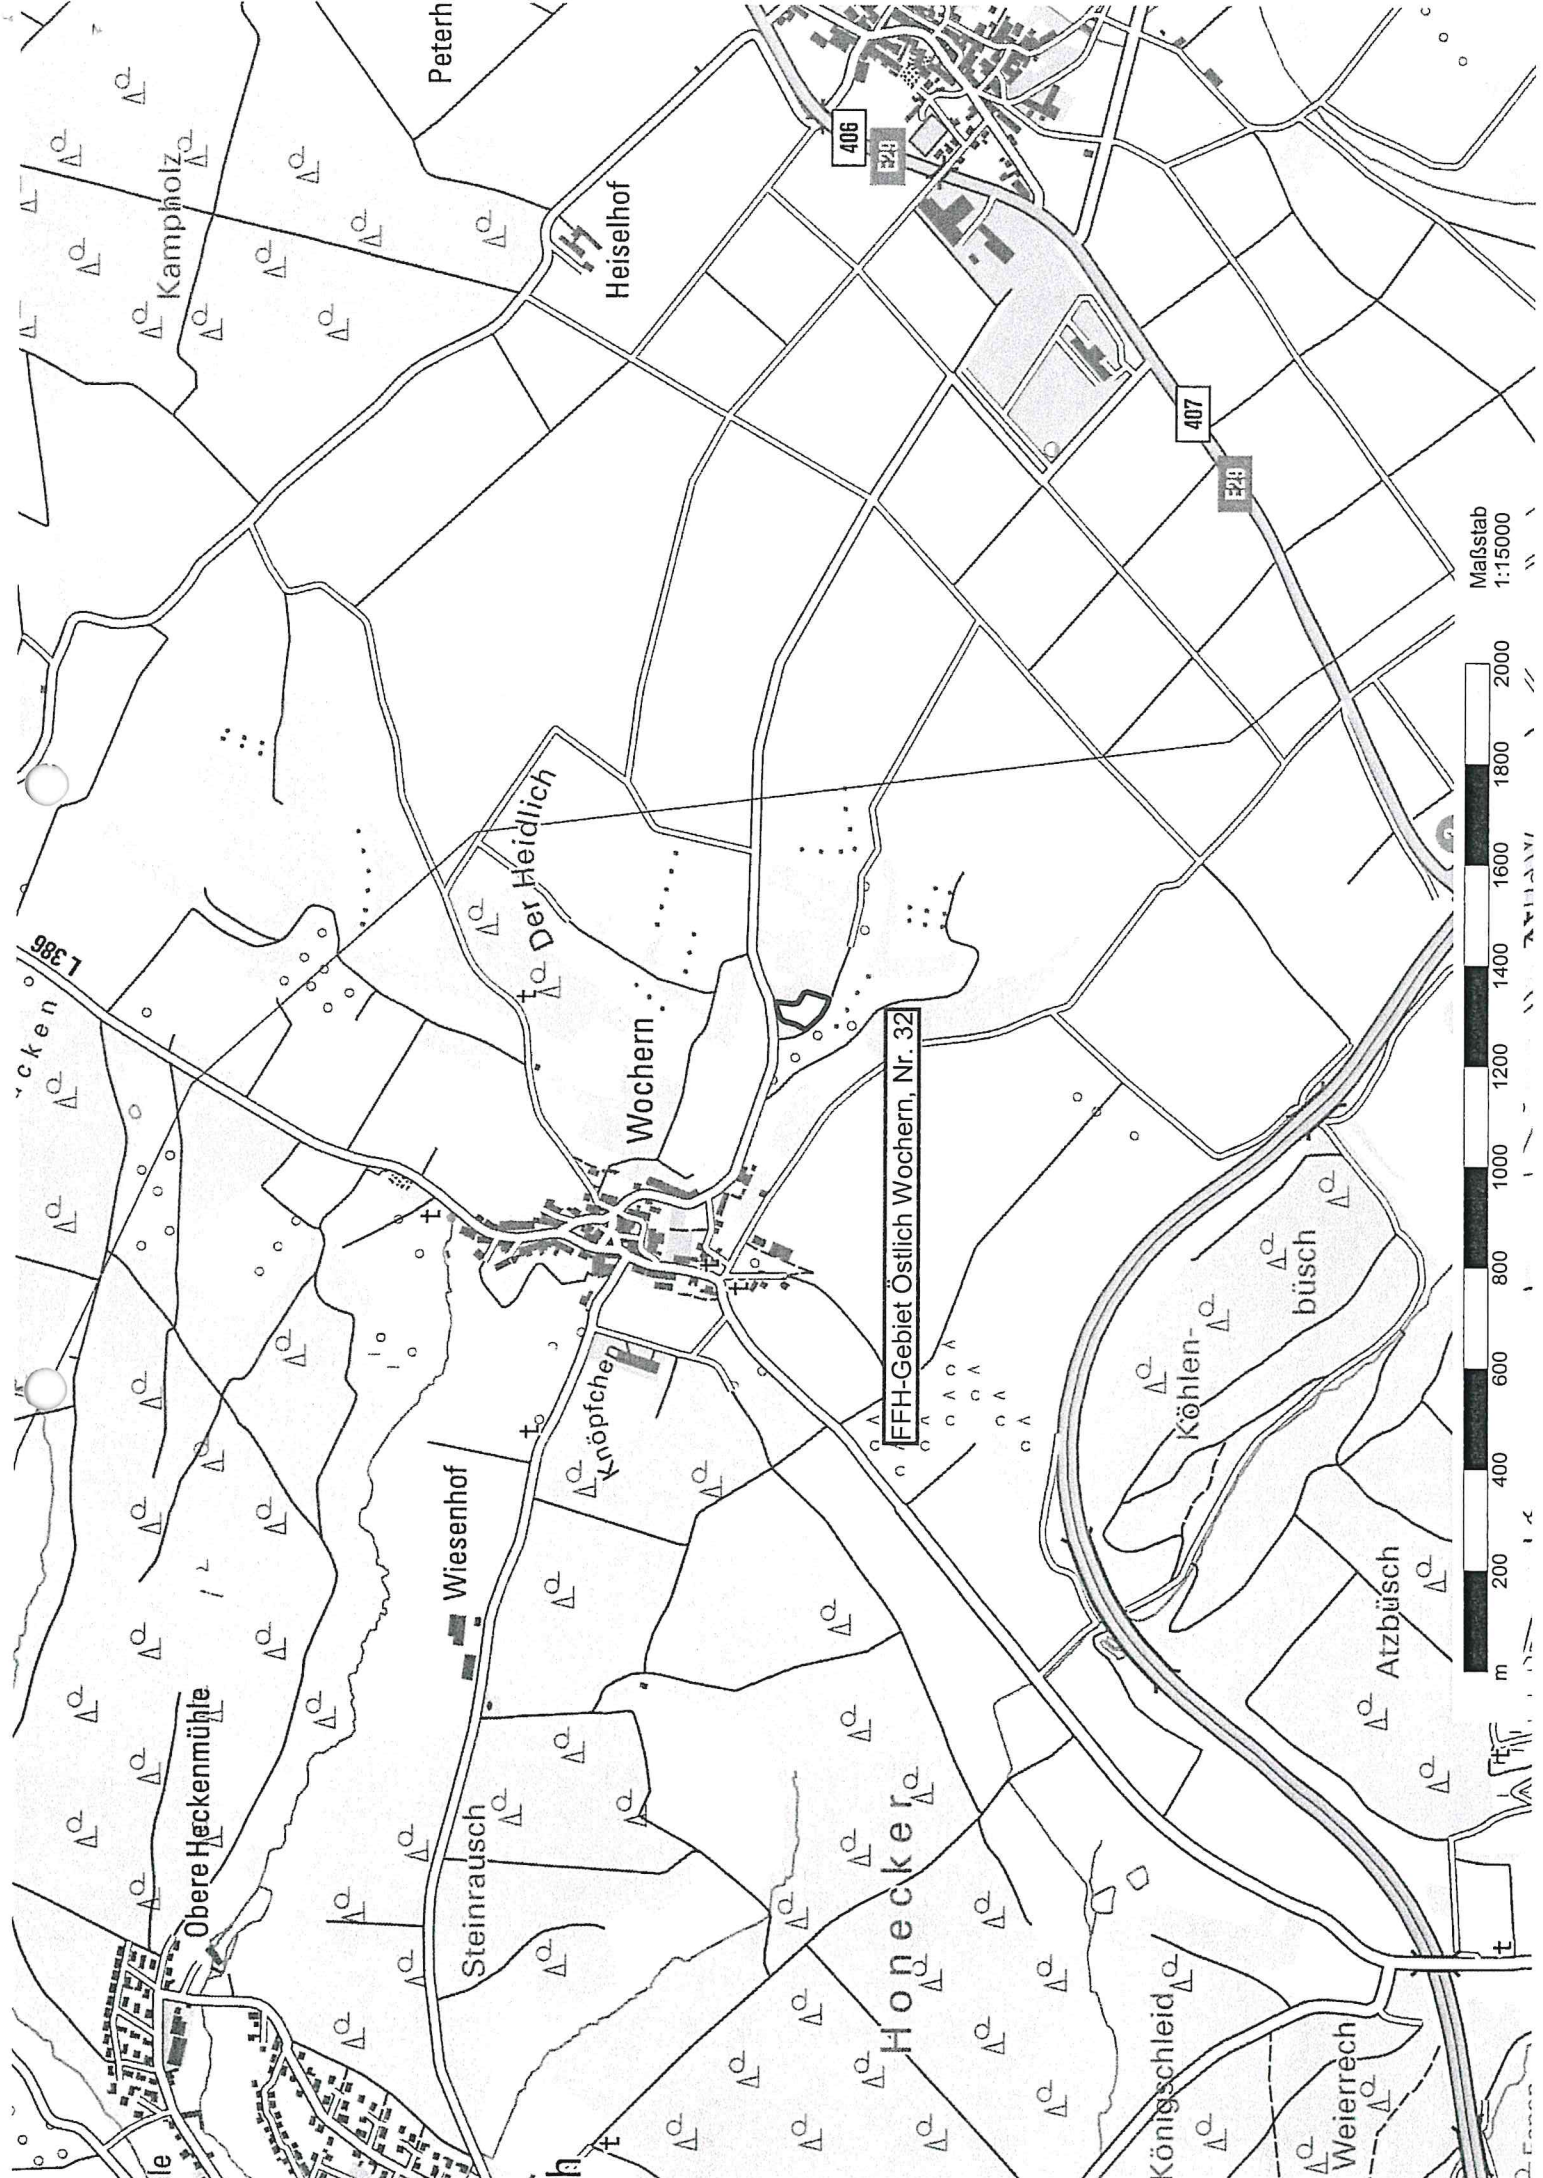 L 386
Kampholz
Peterh
Heiselhof
406
E29
407
E29
Der Heidlich
Wochern
FFH-Gebiet Östlich Wochern, Nr. 32
Knöpfchen
Wiesenhof
Obere Heckenmühle
Steinrausch
Honecker
Köhlen-
büsch
Atzbüsch
Königschleid
Weierrech
le
h
m 200 400 600 800 1000 1200 1400 1600 1800 2000
Maßstab
1:15000